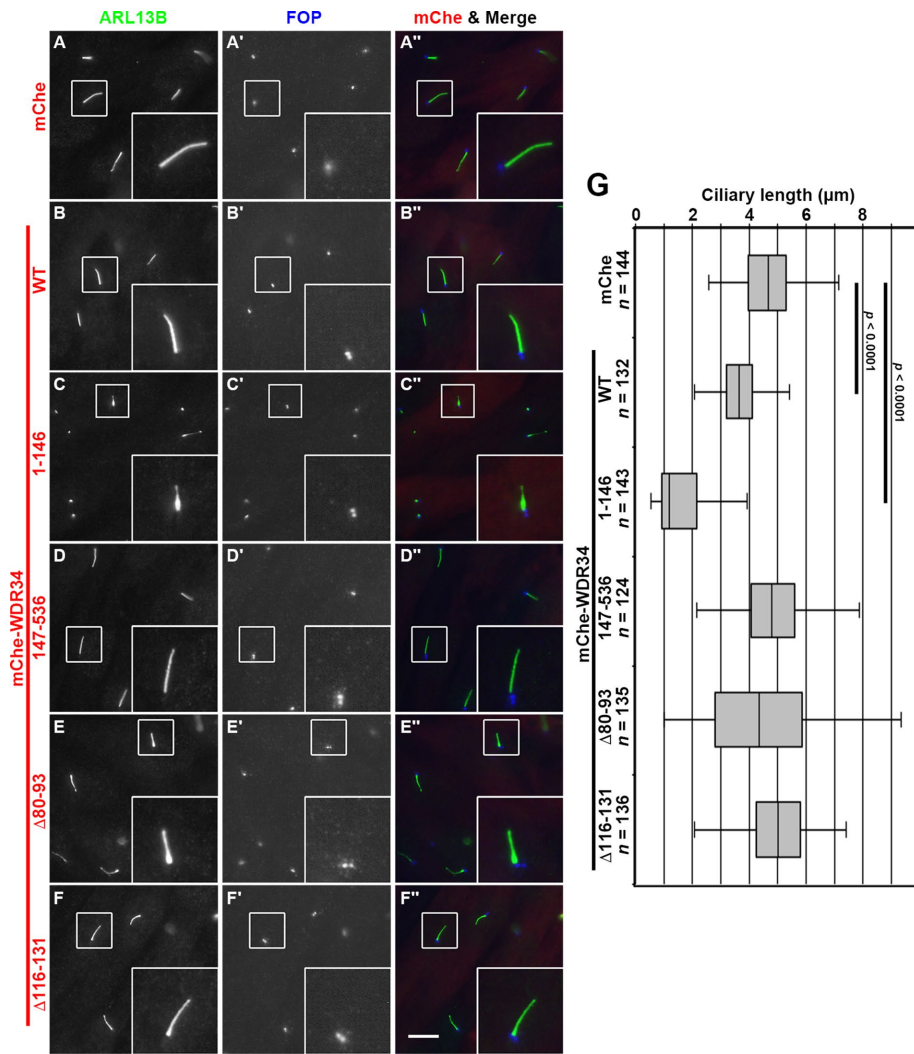 ARL13B
FOP
mChe & Merge
A
A'
A"
mChe
B
B'
B"
WT
C
C'
C"
1-146
D
D'
D"
147-536
mChe-WDR34
E
E'
E"
Δ80-93
F
F'
F"
Δ116-131
G
Ciliary length (µm)
0 2 4 6 8
mChe
n = 144
WT
n = 132
1-146
n = 143
147-536
n = 124
Δ80-93
n = 135
Δ116-131
n = 136
mChe-WDR34
p < 0.0001
p < 0.0001